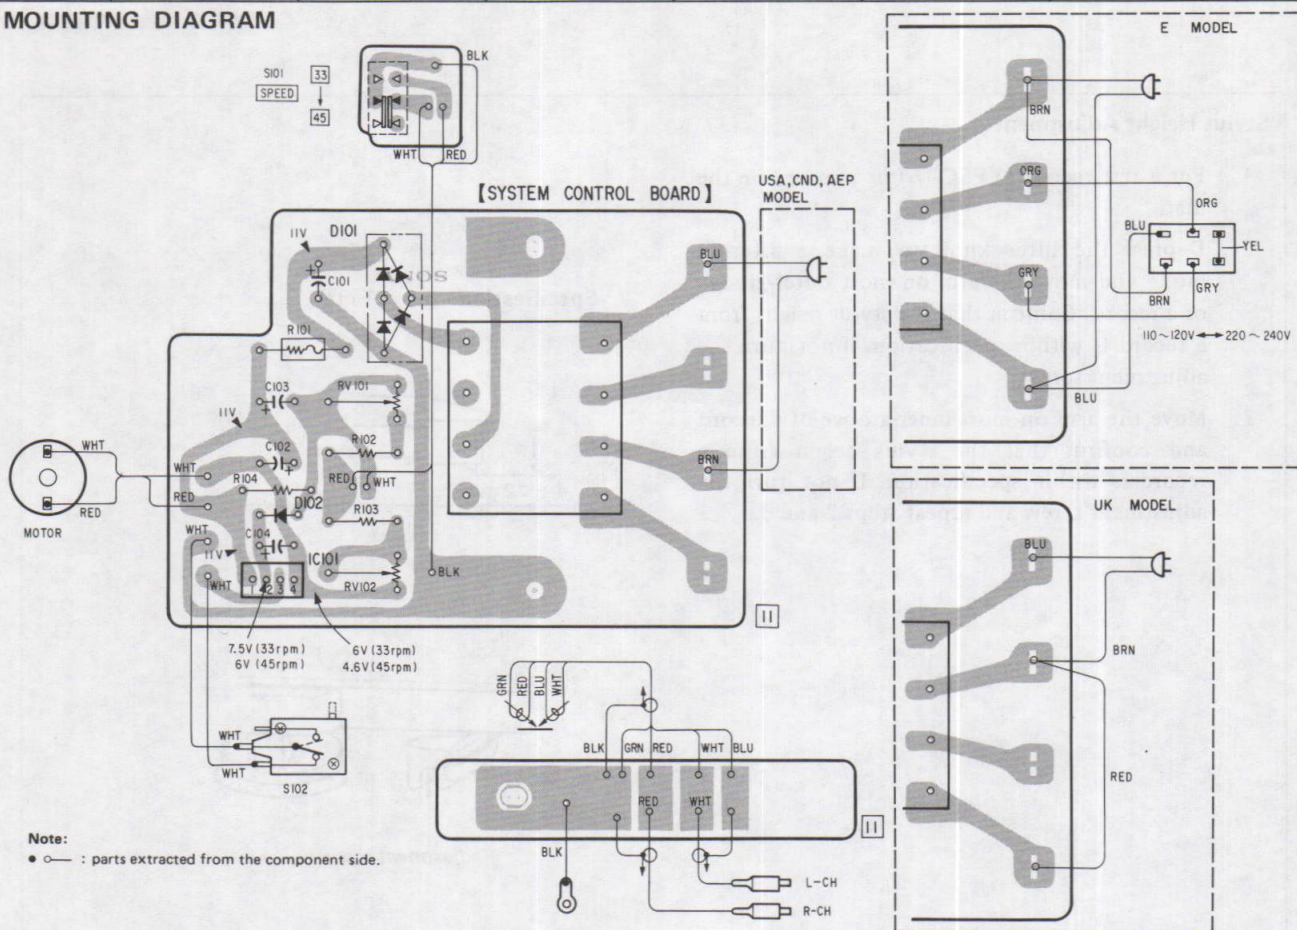 MOUNTING DIAGRAM
BLK
S101
33
SPEED
45
WHT
RED
[SYSTEM CONTROL BOARD]
USA, CND, AEP
MODEL
11V
D101
C101
R101
BLU
C103
RV101
11V
C102
R102
WHT
WHT
R104
RED
WHT
RED
D102
R103
BRN
MOTOR
RED
WHT
C104
11V
IC101
WHT
1 2 3 4
RV102
BLK
11
7.5V (33rpm)
6V (45rpm)
6V (33rpm)
4.6V (45rpm)
WHT
WHT
S102
GRN
RED
BLU
WHT
BLK
GRN
RED
WHT
BLU
RED
WHT
11
BLK
L-CH
R-CH
Note:
: parts extracted from the component side.
E MODEL
BRN
ORG
ORG
BLU
YEL
GRY
BRN
GRY
110~120V ↔ 220~240V
BLU
UK MODEL
BLU
BRN
RED